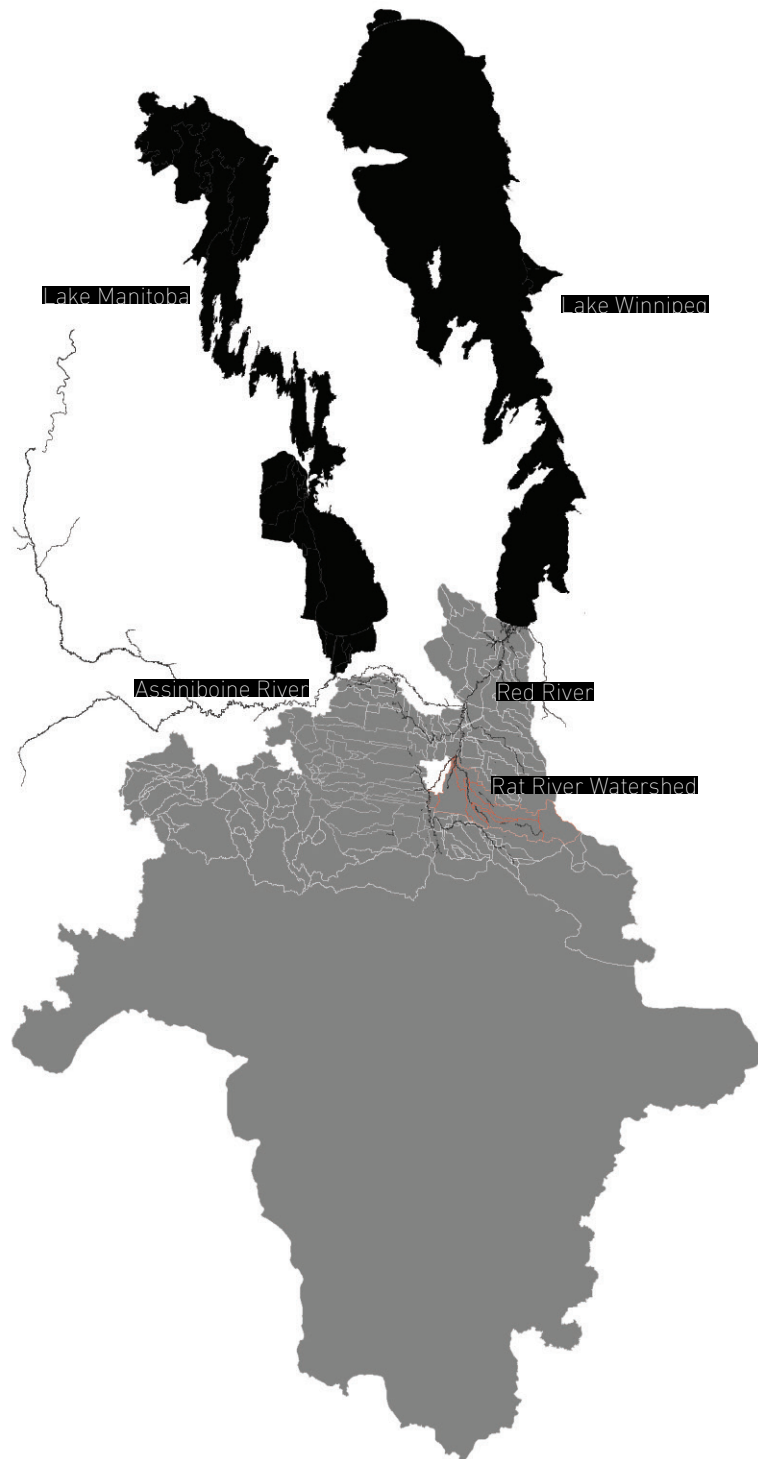 Lake Manitoba
Lake Winnipeg
Assiniboine River
Red River
Rat River Watershed